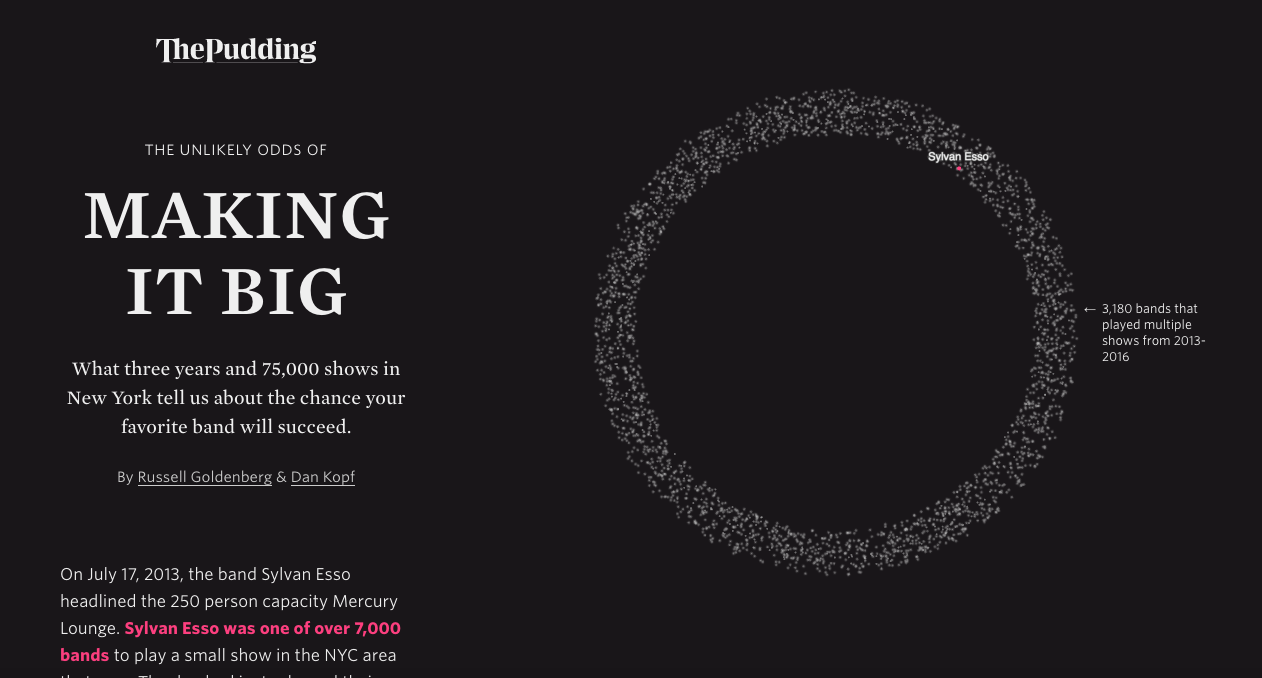 ThePudding
THE UNLIKELY ODDS OF
MAKING
IT BIG
What three years and 75,000 shows in
New York tell us about the chance your
favorite band will succeed.
By Russell Goldenberg & Dan Kopf
On July 17, 2013, the band Sylvan Esso
headlined the 250 person capacity Mercury
Lounge. Sylvan Esso was one of over 7,000
bands to play a small show in the NYC area
Sylvan Esso
← 3,180 bands that
played multiple
shows from 2013-
2016